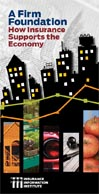 A Firm
Foundation
How Insurance
Supports the
Economy
INSURANCE
INFORMATION
INSTITUTE